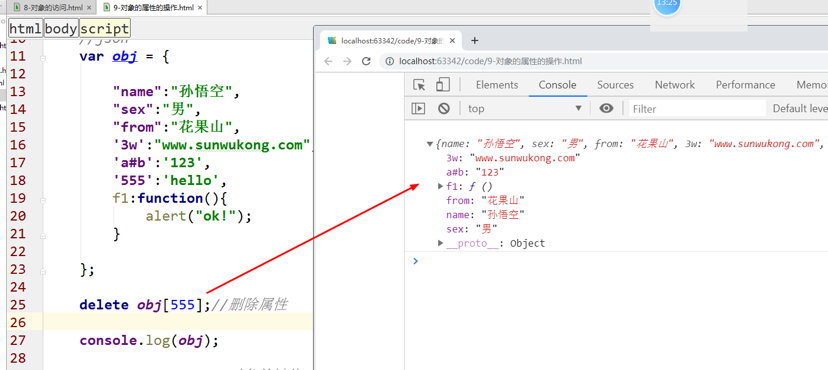 8-对象的访问.html
9-对象的属性的操作.html
13:25
html body script
11 var obj = {
12
13 "name":"孙悟空",
14 "sex":"男",
15 "from":"花果山",
16 '3w':"www.sunwukong.com"
17 'a#b':'123',
18 '555':'hello',
19 f1:function(){
20 alert("ok!");
21 }
22
23 };
24
25 delete obj[555];//删除属性
26
27 console.log(obj);
28
localhost:63342/code/9-对象的
localhost:63342/code/9-对象的属性的操作.html
Elements Console Sources Network Performance Memo
top Filter Default leve
{name: "孙悟空", sex: "男", from: "花果山", 3w: "www.sunwukong.com",
3w: "www.sunwukong.com"
a#b: "123"
f1: ƒ ()
from: "花果山"
name: "孙悟空"
sex: "男"
__proto__: Object